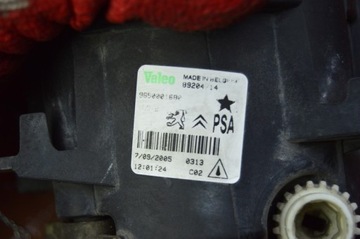 Valeo MADE IN BELGIUM
89204914
PSA
7/09/2005 0313
12:01:24 C02